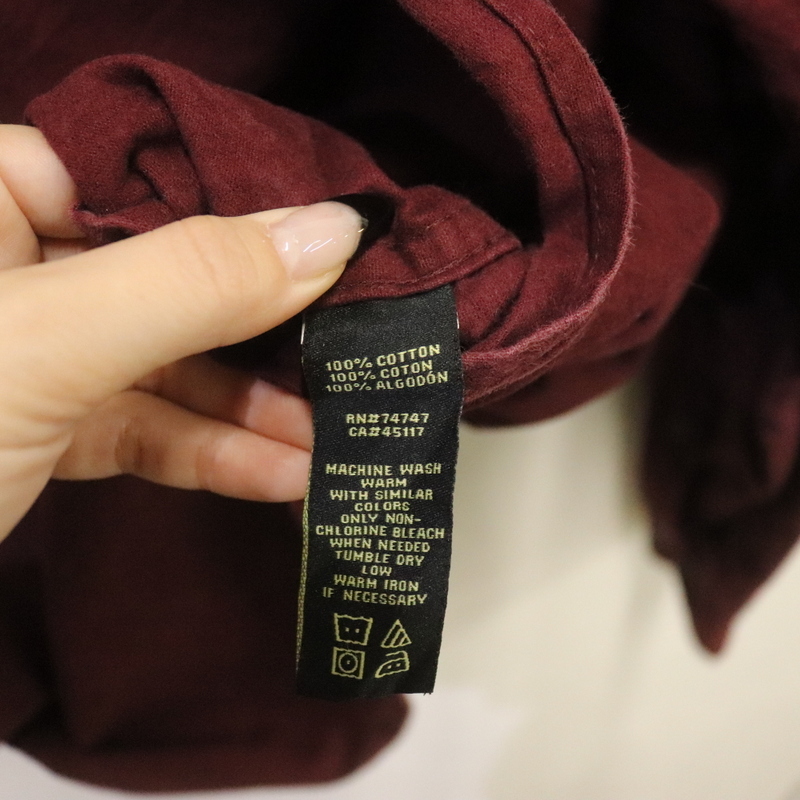 100% COTTON
100% COTON
100% ALGODÓN
RN#74747
CA#45117
MACHINE WASH
WARM
WITH SIMILAR
COLORS
ONLY NON-
CHLORINE BLEACH
WHEN NEEDED
TUMBLE DRY
LOW
WARM IRON
IF NECESSARY